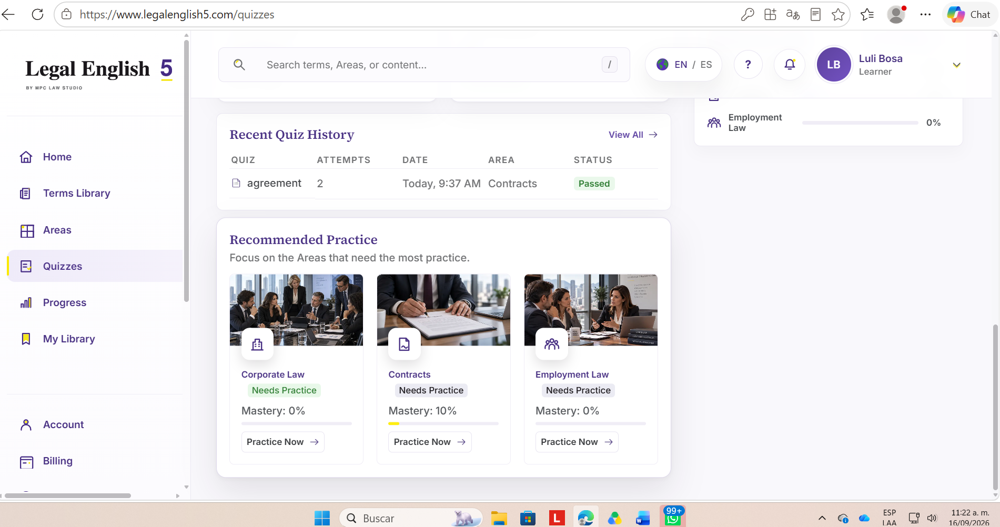 https://www.legalenglish5.com/quizzes
Chat
Legal English 5
BY MPC LAW STUDIO
Search terms, Areas, or content...
/
EN / ES
?
LB
Luli Bosa
Learner
Home
Terms Library
Areas
Quizzes
Progress
My Library
Account
Billing
Employment
Law
0%
Recent Quiz History
View All
QUIZ ATTEMPTS DATE AREA STATUS
agreement 2 Today, 9:37 AM Contracts Passed
Recommended Practice
Focus on the Areas that need the most practice.
Corporate Law
Needs Practice
Mastery: 0%
Practice Now
Contracts
Needs Practice
Mastery: 10%
Practice Now
Employment Law
Needs Practice
Mastery: 0%
Practice Now
Buscar
L
W
99+
ESP
LAA
11:22 a. m.
16/09/2026